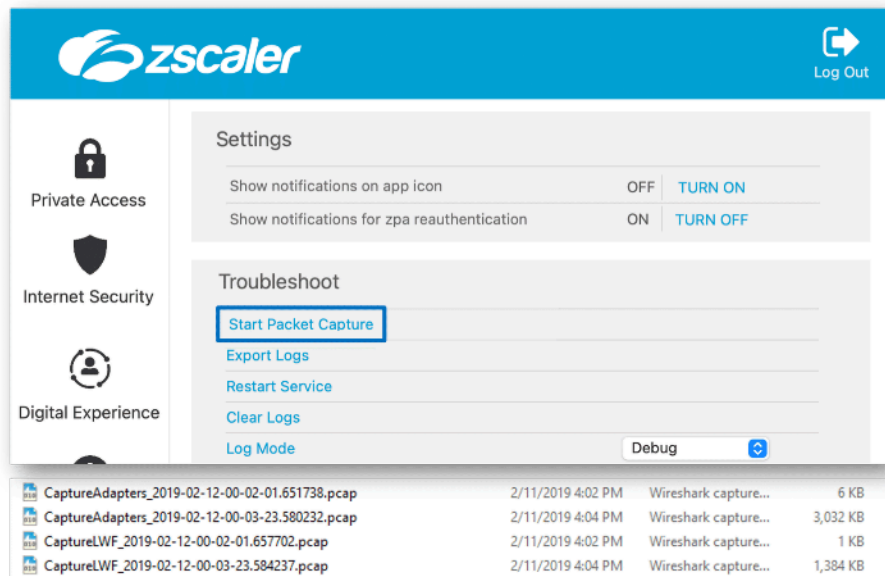 zscaler
Log Out
Settings
Private Access
Show notifications on app icon OFF TURN ON
Show notifications for zpa reauthentication ON TURN OFF
Internet Security
Troubleshoot
Start Packet Capture
Export Logs
Restart Service
Digital Experience
Clear Logs
Log Mode Debug
CaptureAdapters_2019-02-12-00-02-01.651738.pcap 2/11/2019 4:02 PM Wireshark capture... 6 KB
CaptureAdapters_2019-02-12-00-03-23.580232.pcap 2/11/2019 4:04 PM Wireshark capture... 3,032 KB
CaptureLWF_2019-02-12-00-02-01.657702.pcap 2/11/2019 4:02 PM Wireshark capture... 1 KB
CaptureLWF_2019-02-12-00-03-23.584237.pcap 2/11/2019 4:04 PM Wireshark capture... 1,384 KB